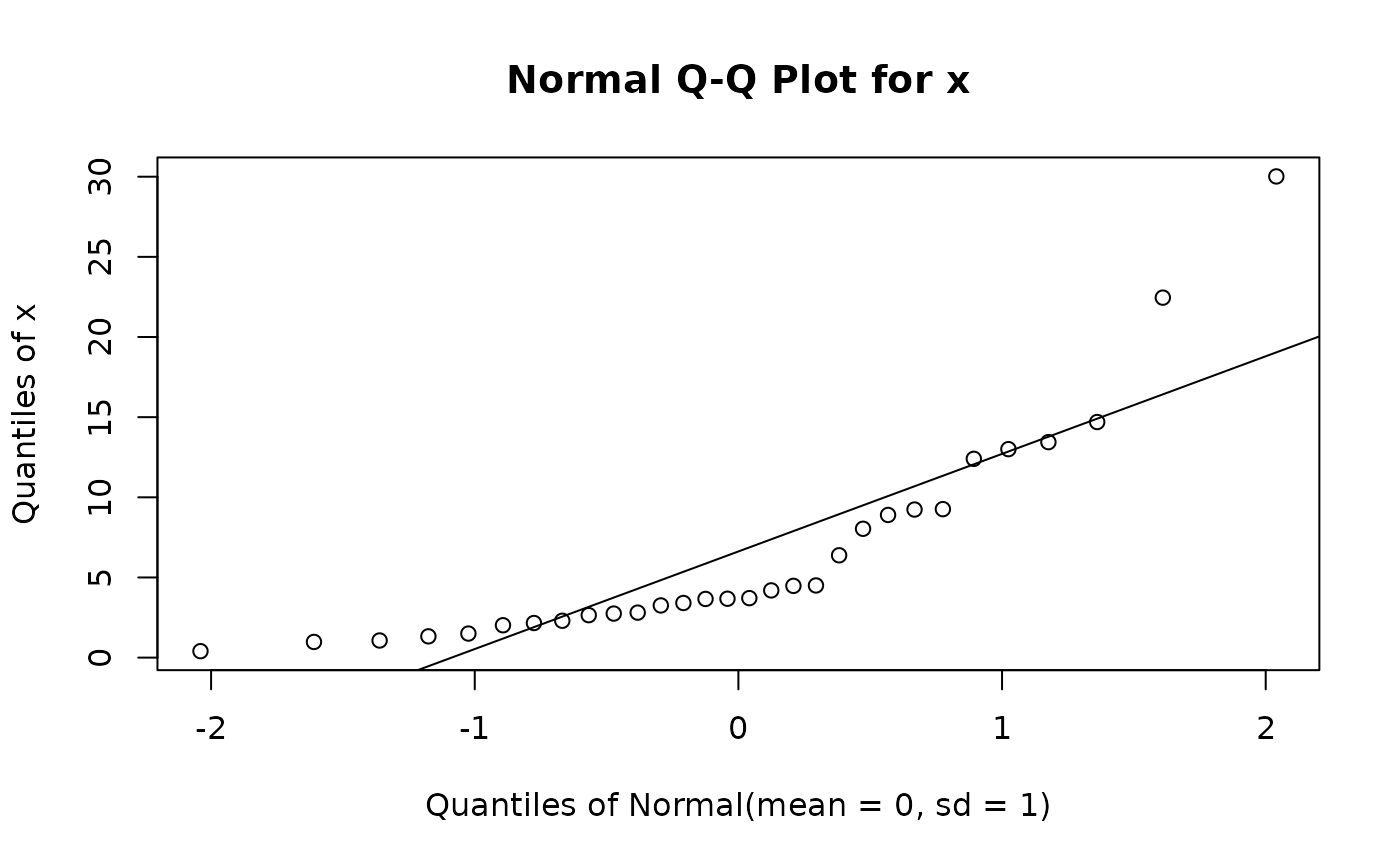 Normal Q-Q Plot for x
Quantiles of x
30
25
20
15
10
5
0
-2 -1 0 1 2
Quantiles of Normal(mean = 0, sd = 1)